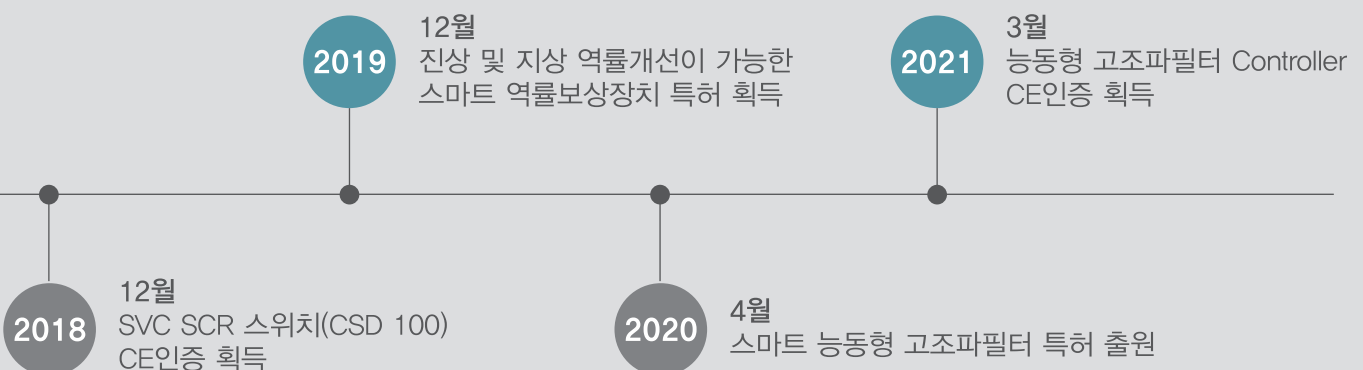 2018
12월
SVC SCR 스위치(CSD 100)
CE인증 획득
2019
12월
진상 및 지상 역률개선이 가능한
스마트 역률보상장치 특허 획득
2020
4월
스마트 능동형 고조파필터 특허 출원
2021
3월
능동형 고조파필터 Controller
CE인증 획득